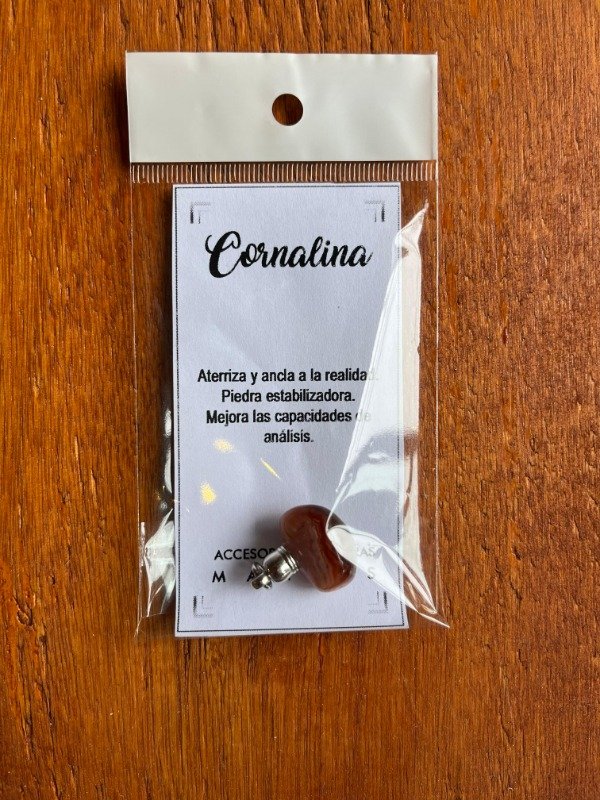 Cornalina
Aterriza y ancla a la realidad.
Piedra estabilizadora.
Mejora las capacidades de
análisis.